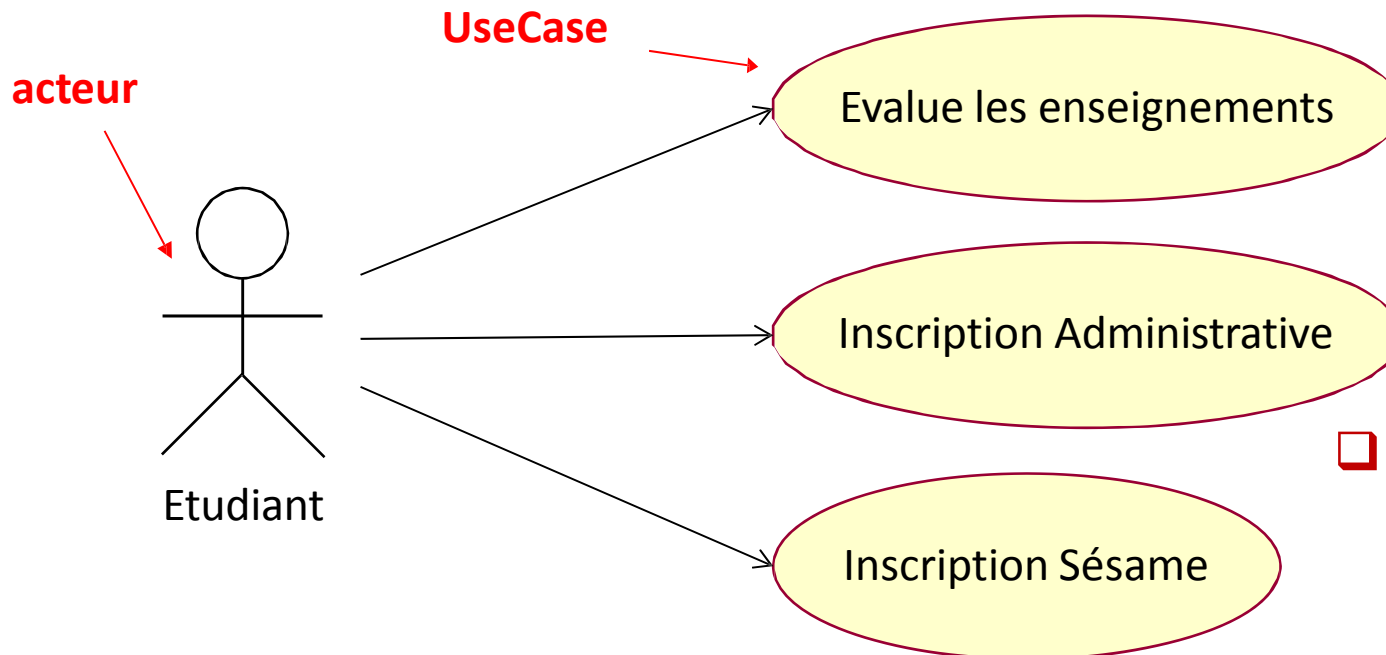 UseCase
acteur
Evalue les enseignements
Inscription Administrative
Etudiant
Inscription Sésame